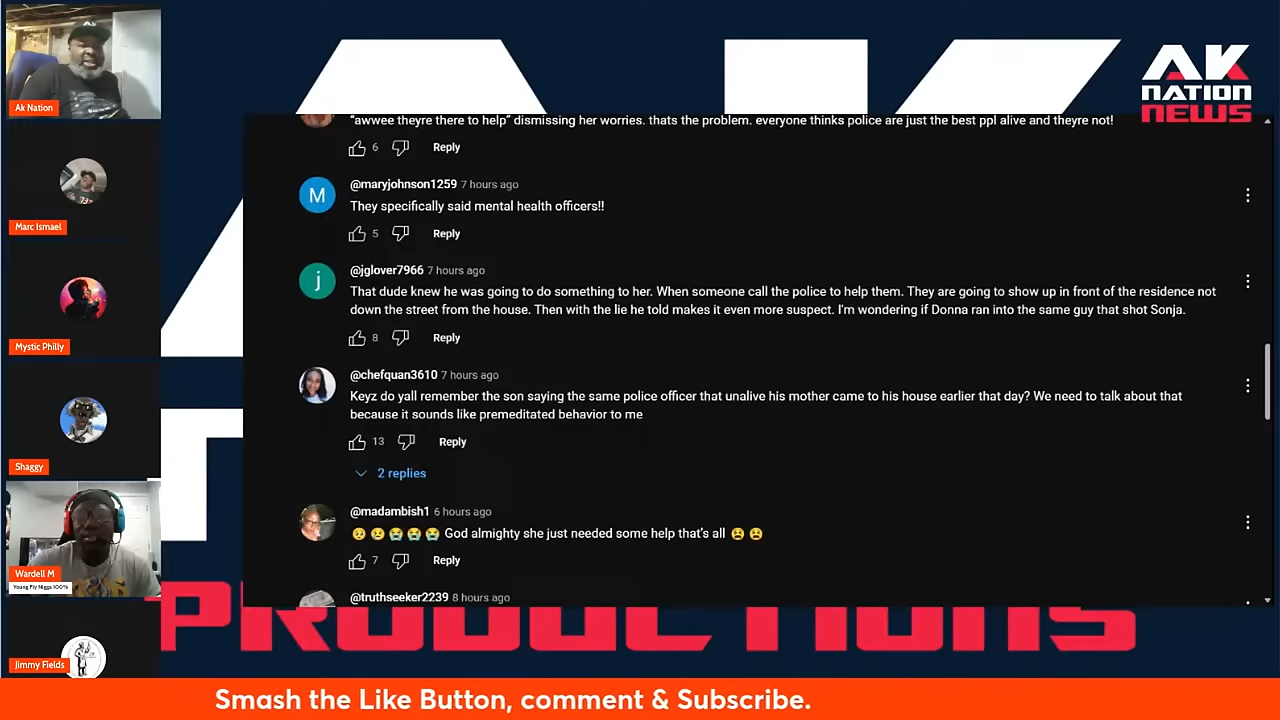 AK
Ak Nation
AK
NATION
NEWS
"awwee theyre there to help" dismissing her worries. thats the problem. everyone thinks police are just the best ppl alive and theyre not!
6 Reply
Marc Ismael
M
@maryjohnson1259 7 hours ago
They specifically said mental health officers!!
5 Reply
j
@jglover7966 7 hours ago
That dude knew he was going to do something to her. When someone call the police to help them. They are going to show up in front of the residence not
down the street from the house. Then with the lie he told makes it even more suspect. I'm wondering if Donna ran into the same guy that shot Sonja.
8 Reply
Mystic Philly
@chefquan3610 7 hours ago
Keyz do yall remember the son saying the same police officer that unalive his mother came to his house earlier that day? We need to talk about that
because it sounds like premeditated behavior to me
13 Reply
2 replies
Shaggy
@madambish1 6 hours ago
🥺😢😭😭😭 God almighty she just needed some help that's all 😫😫
7 Reply
Wardell M
Young Fly Nigga 100%
@truthseeker2239 8 hours ago
PRODUCTIONS
Jimmy Fields
Smash the Like Button, comment & Subscribe.